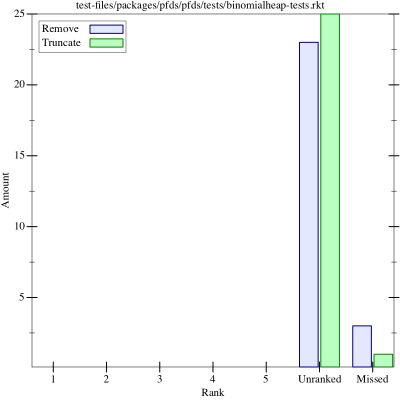 test-files/packages/pfds/pfds/tests/binomialheap-tests.rkt
25
Remove
Truncate
20
15
Amount
10
5
1 2 3 4 5 Unranked Missed
Rank